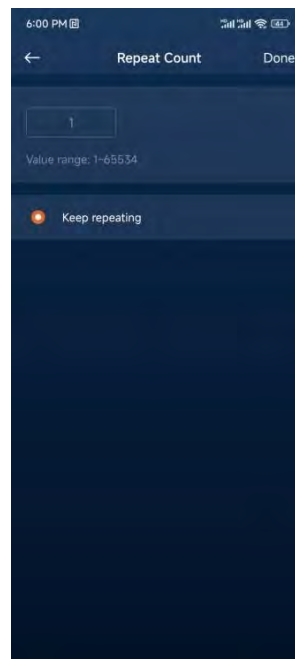 6:00 PM
Repeat Count Done
1
Value range: 1~65534
Keep repeating